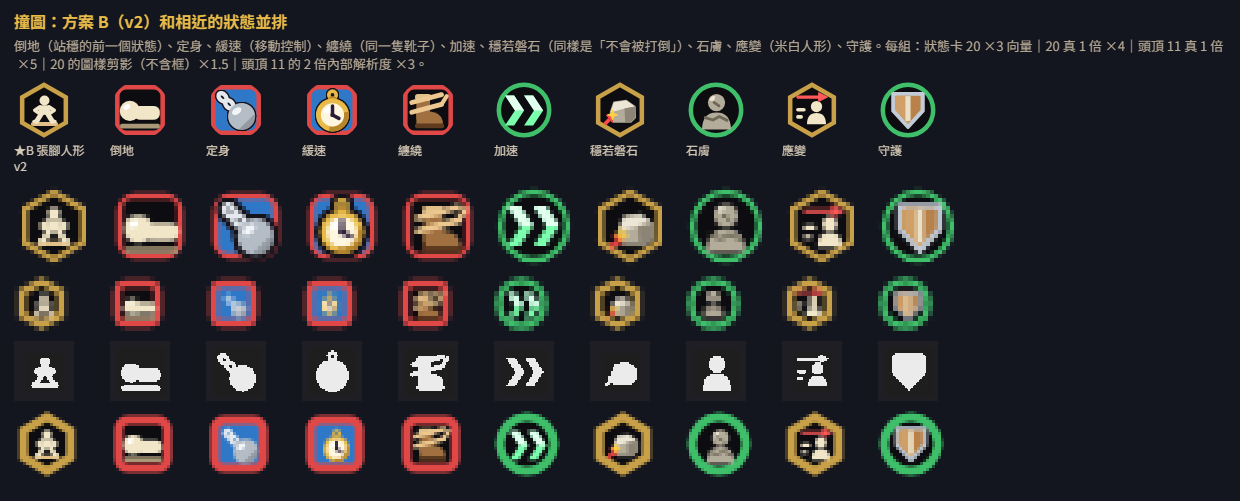 撞圖：方案 B（v2）和相近的狀態並排
倒地（站穩的前一個狀態）、定身、緩速（移動控制）、纏繞（同一隻靴子）、加速、穩若磐石（同樣是「不會被打倒」）、石膚、應變（米白人形）、守護。每組：狀態卡 20 ×3 向量｜20 真 1 倍 ×4｜頭頂 11 真 1 倍
×5｜20 的圖樣剪影（不含框）×1.5｜頭頂 11 的 2 倍內部解析度 ×3。
★B 張腳人形 v2
倒地
定身
緩速
纏繞
加速
穩若磐石
石膚
應變
守護